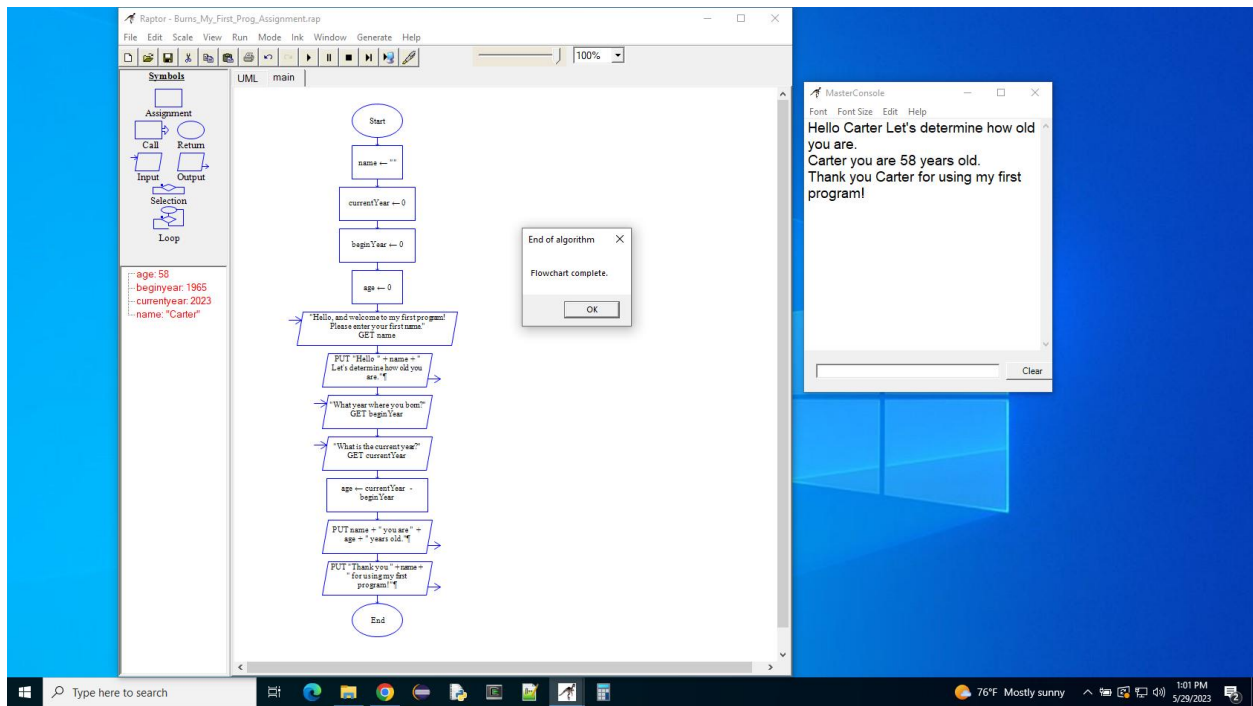 Raptor - Burns_My_First_Prog_Assignment.rap
File Edit Scale View Run Mode Ink Window Generate Help
100%
Symbols
Assignment
Call Return
Input Output
Selection
Loop
age: 58
beginyear: 1965
currentyear: 2023
name: "Carter"
UML main
Start
name ← ""
currentYear ← 0
beginYear ← 0
age ← 0
"Hello, and welcome to my first program!
Please enter your first name."
GET name
PUT "Hello " + name + "
Let's determine how old you
are."¶
"What year where you born?"
GET beginYear
"What is the current year?"
GET currentYear
age ← currentYear -
beginYear
PUT name + " you are " +
age + " years old."¶
PUT "Thank you " +name+
" for using my first
program!"¶
End
End of algorithm
Flowchart complete.
OK
MasterConsole
Font Font Size Edit Help
Hello Carter Let's determine how old
you are.
Carter you are 58 years old.
Thank you Carter for using my first
program!
Clear
Type here to search
76°F Mostly sunny
1:01 PM
5/29/2023
2